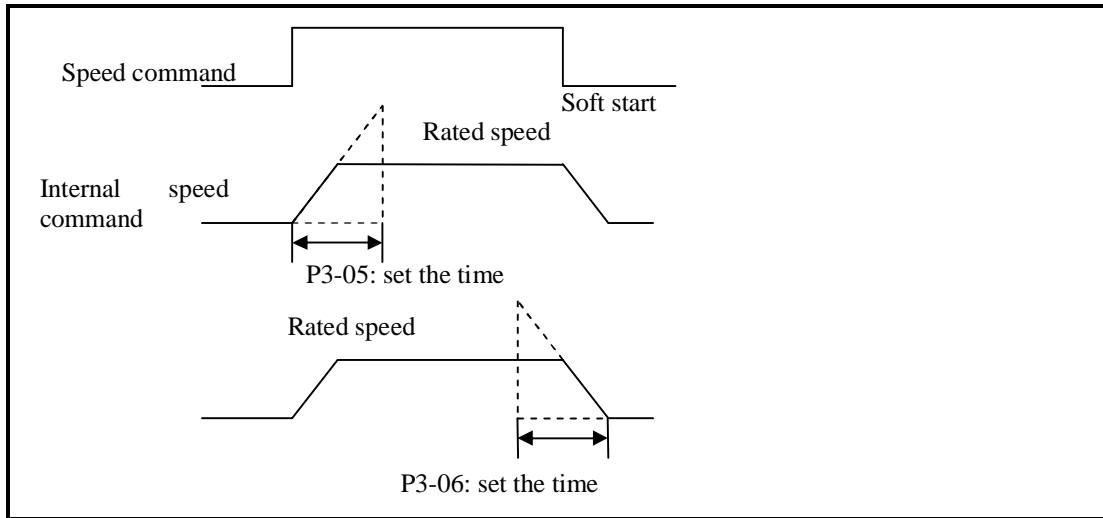 Speed command
Soft start
Rated speed
Internal speed
command
P3-05: set the time
Rated speed
P3-06: set the time